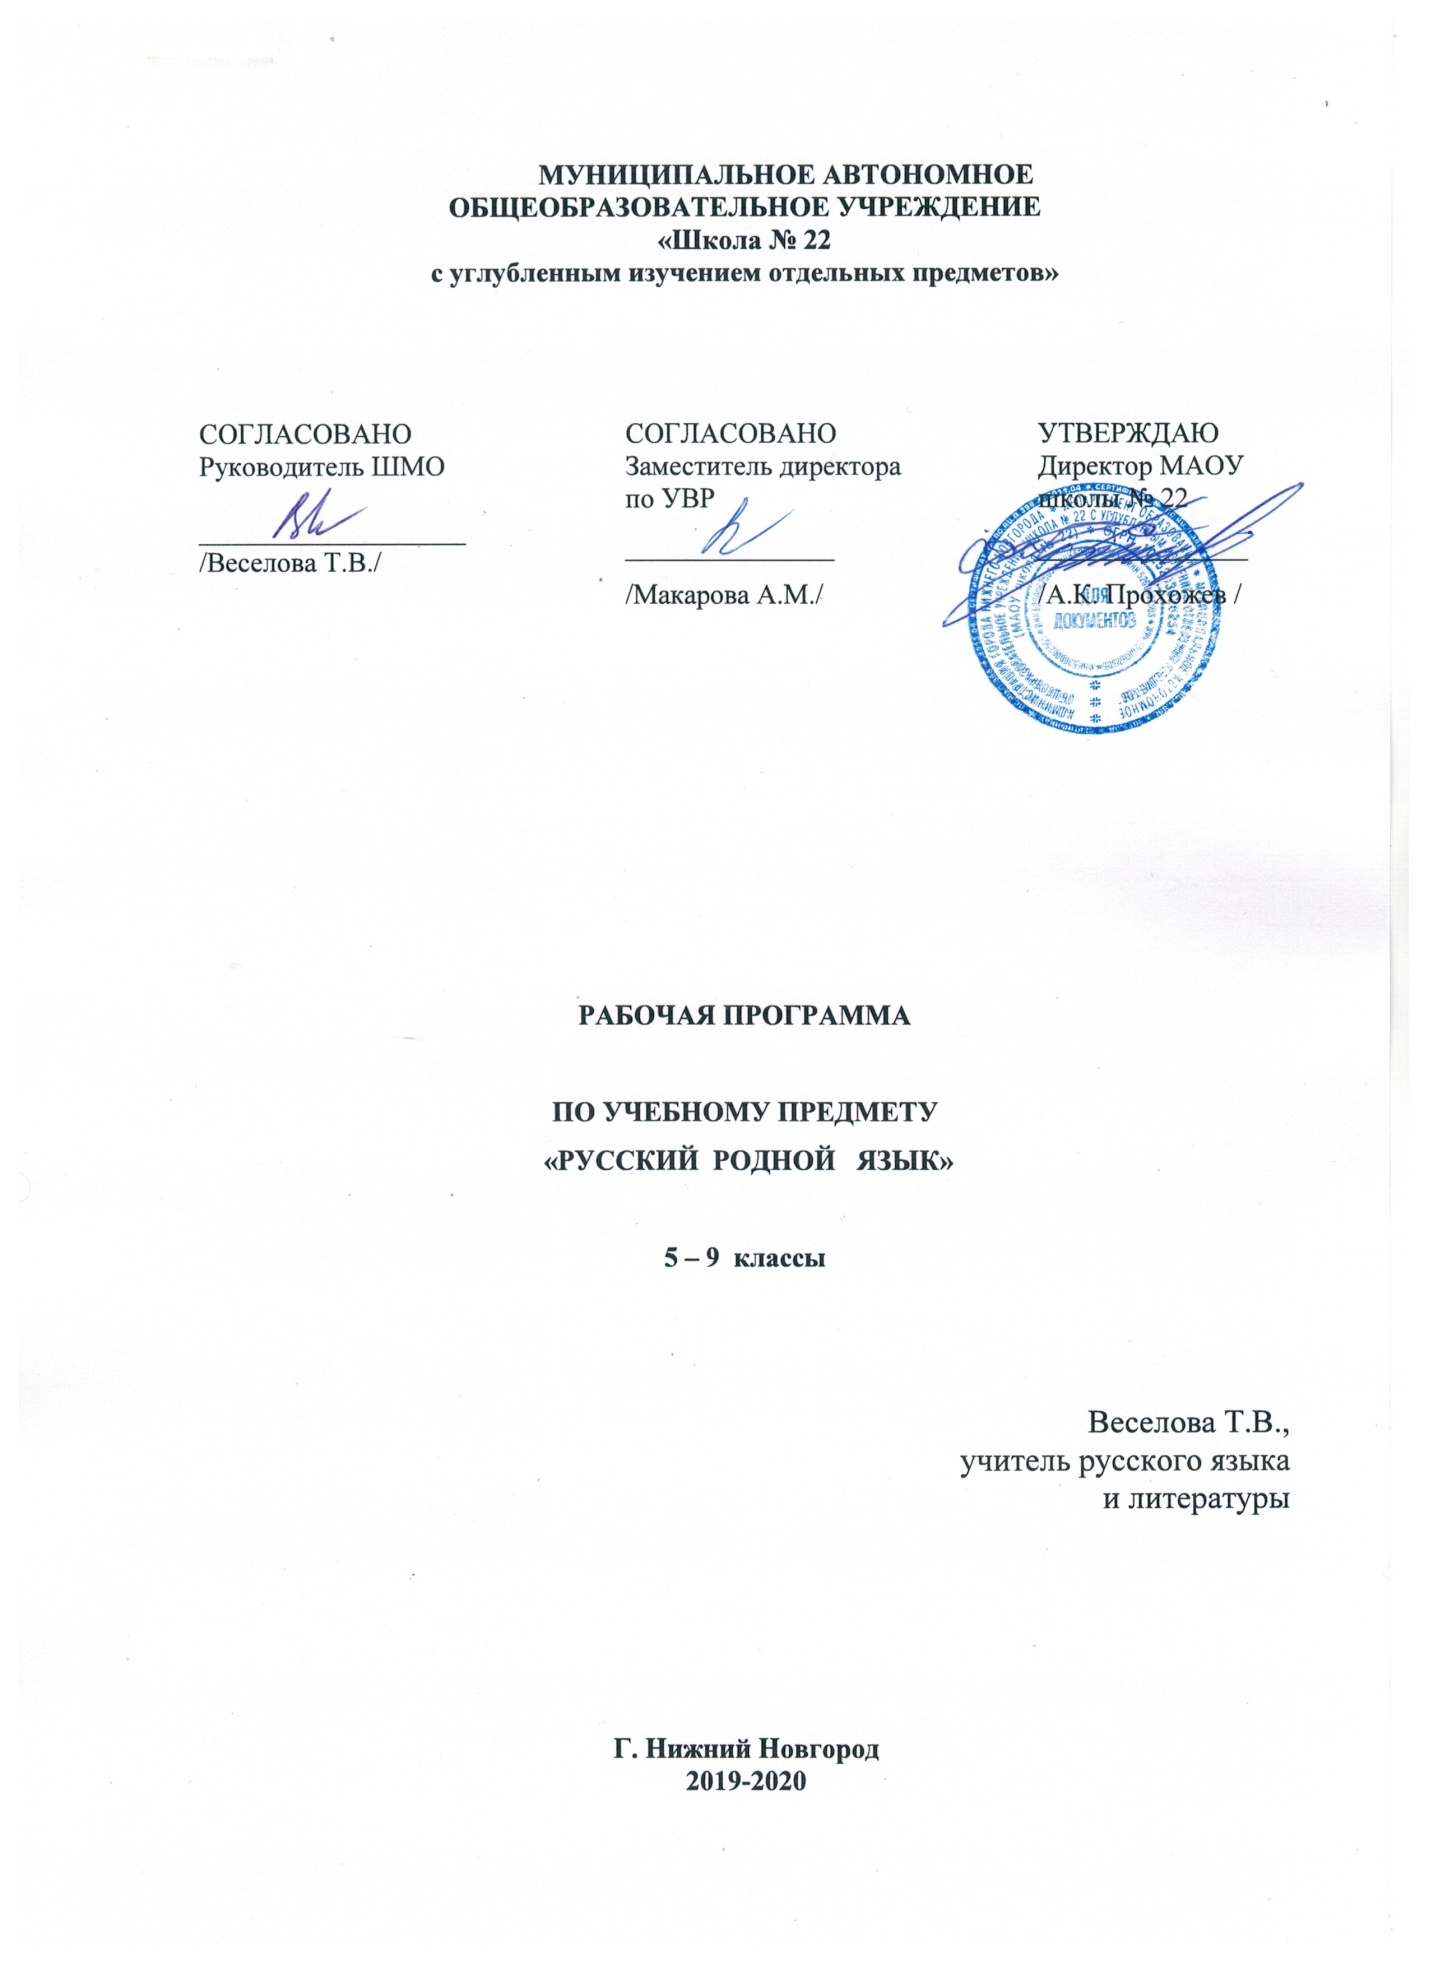 МУНИЦИПАЛЬНОЕ АВТОНОМНОЕ
ОБЩЕОБРАЗОВАТЕЛЬНОЕ УЧРЕЖДЕНИЕ
«Школа № 22
с углубленным изучением отдельных предметов»
СОГЛАСОВАНО
Руководитель ШМО
/Веселова Т.В./
СОГЛАСОВАНО
Заместитель директора
по УВР
/Макарова А.М./
УТВЕРЖДАЮ
Директор МАОУ
школы № 22
/А.К. Прохожев /
ДЛЯ
ДОКУМЕНТОВ
РАБОЧАЯ ПРОГРАММА
ПО УЧЕБНОМУ ПРЕДМЕТУ
«РУССКИЙ РОДНОЙ ЯЗЫК»
5 – 9 классы
Веселова Т.В.,
учитель русского языка
и литературы
Г. Нижний Новгород
2019-2020